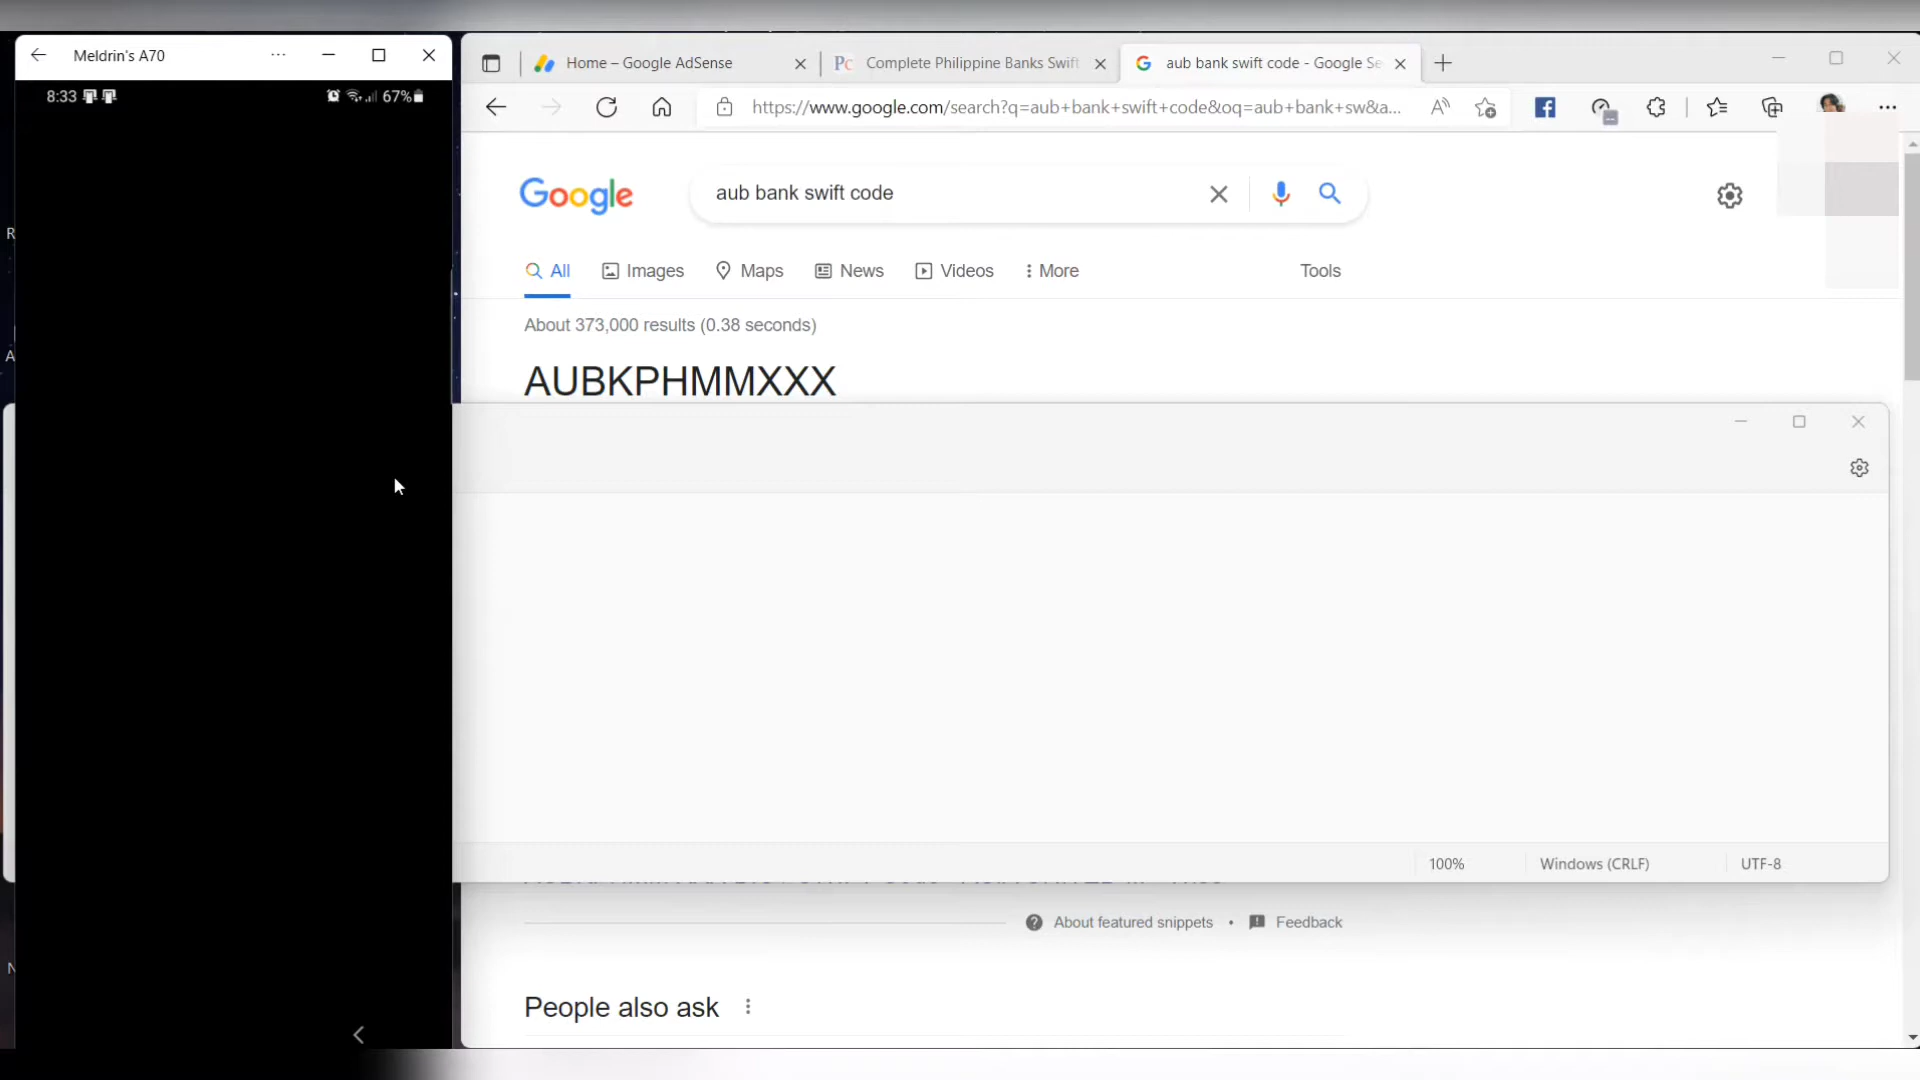 Meldrin's A70
8:33
67%
R
A
N
Home – Google AdSense
Pc Complete Philippine Banks Swift
aub bank swift code - Google Se
https://www.google.com/search?q=aub+bank+swift+code&oq=aub+bank+sw&a...
Google
aub bank swift code
All
Images
Maps
News
Videos
More
Tools
About 373,000 results (0.38 seconds)
AUBKPHMMXXX
100%
Windows (CRLF)
UTF-8
About featured snippets • Feedback
People also ask